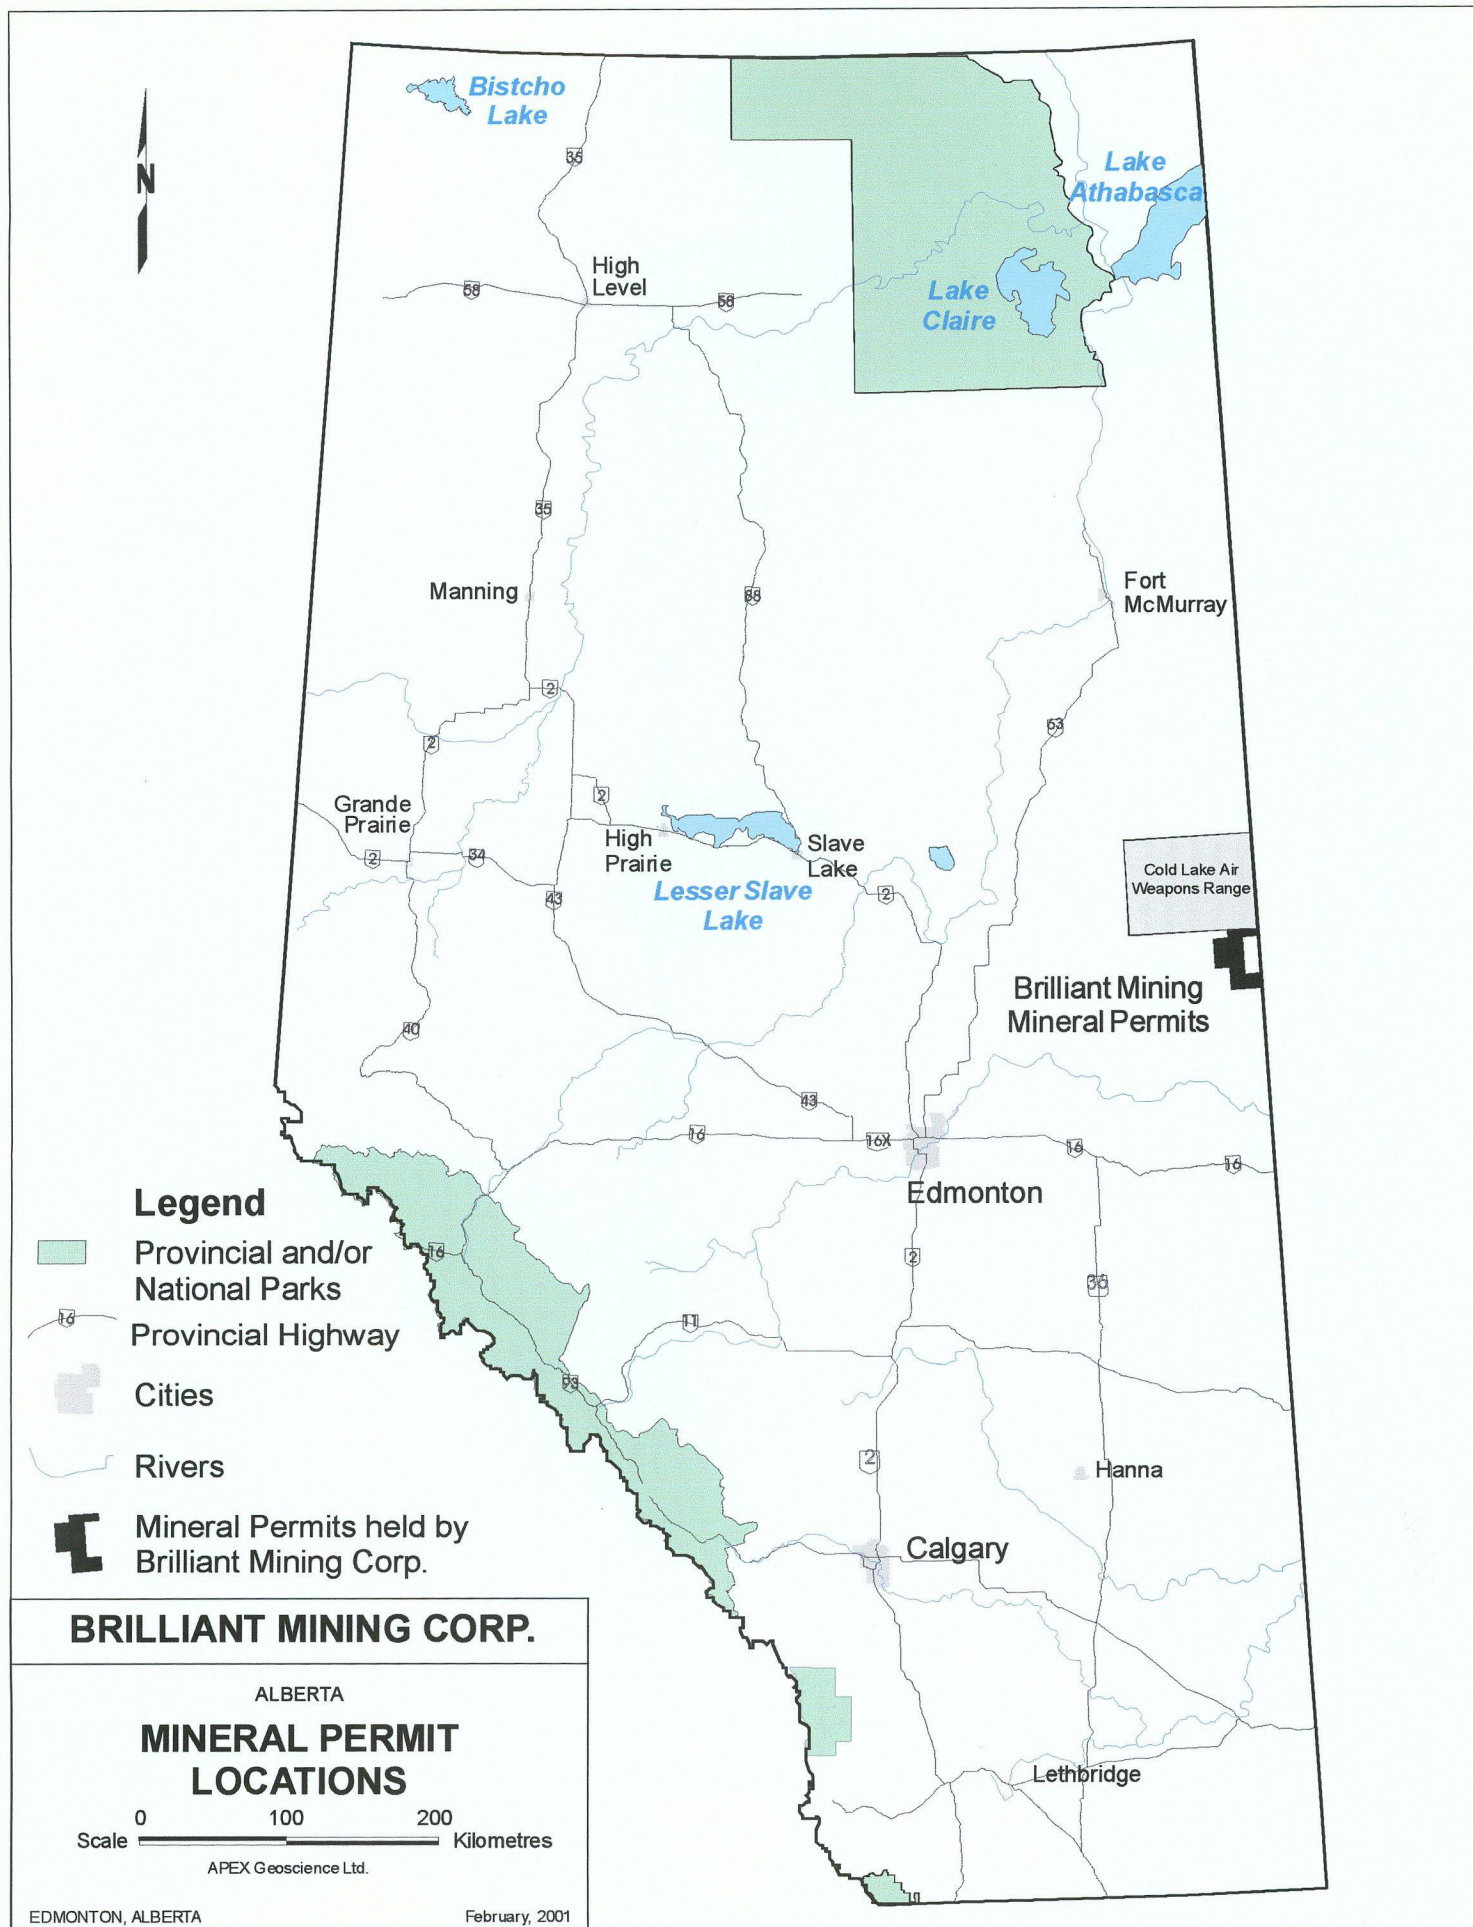 Bistcho
Lake
N
35
Lake
Athabasca
High
Level
58
58
Lake
Claire
35
Manning
88
Fort
McMurray
2
63
2
Grande
Prairie
2
High
Prairie
Slave
Lake
2
34
Lesser Slave
Lake
2
43
Cold Lake Air
Weapons Range
Brilliant Mining
Mineral Permits
40
43
16
16X
16
16
Edmonton
Legend
Provincial and/or
National Parks
16
2
36
16
Provincial Highway
11
93
Cities
2
Hanna
Rivers
Calgary
Mineral Permits held by
Brilliant Mining Corp.
BRILLIANT MINING CORP.
ALBERTA
MINERAL PERMIT
LOCATIONS
Lethbridge
0 100 200
Scale Kilometres
APEX Geoscience Ltd.
EDMONTON, ALBERTA February, 2001